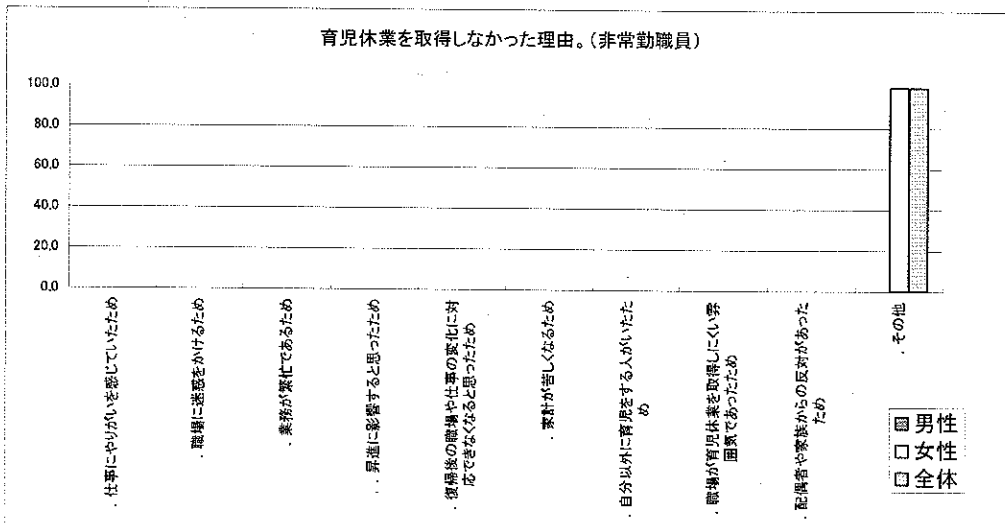 育児休業を取得しなかった理由。(非常勤職員)
100.0
80.0
60.0
40.0
20.0
0.0
．仕事にやりがいを感じていたため
．職場に迷惑をかけるため
．業務が繁忙であるため
．．昇進に影響すると思ったため
．復帰後の職場や仕事の変化に対
応できなくなると思ったため
．家計が苦しくなるため
．自分以外に育児をする人がいたた
め
．職場が育児休業を取得しにくい雰
囲気であったため
．配偶者や家族からの反対があった
ため
．その他
男性
女性
全体